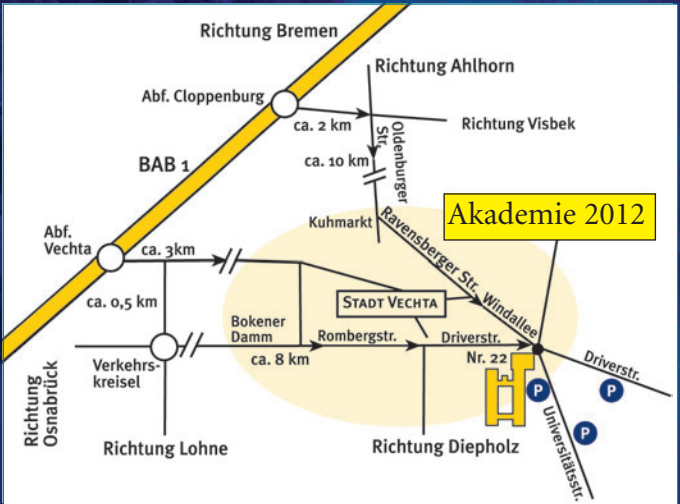 Richtung Bremen
Richtung Ahlhorn
Abf. Cloppenburg
ca. 2 km
Richtung Visbek
Oldenburger
Str.
BAB 1
ca. 10 km
Kuhmarkt
Ravensberger Str.
Windallee
Akademie 2012
Abf.
Vechta
ca. 3km
ca. 0,5 km
STADT VECHTA
Bokener
Damm
Rombergstr.
Driverstr.
Nr. 22
ca. 8 km
Verkehrs-
kreisel
Driverstr.
P
P
P
Universitätsstr.
Richtung
Osnabrück
Richtung Lohne
Richtung Diepholz